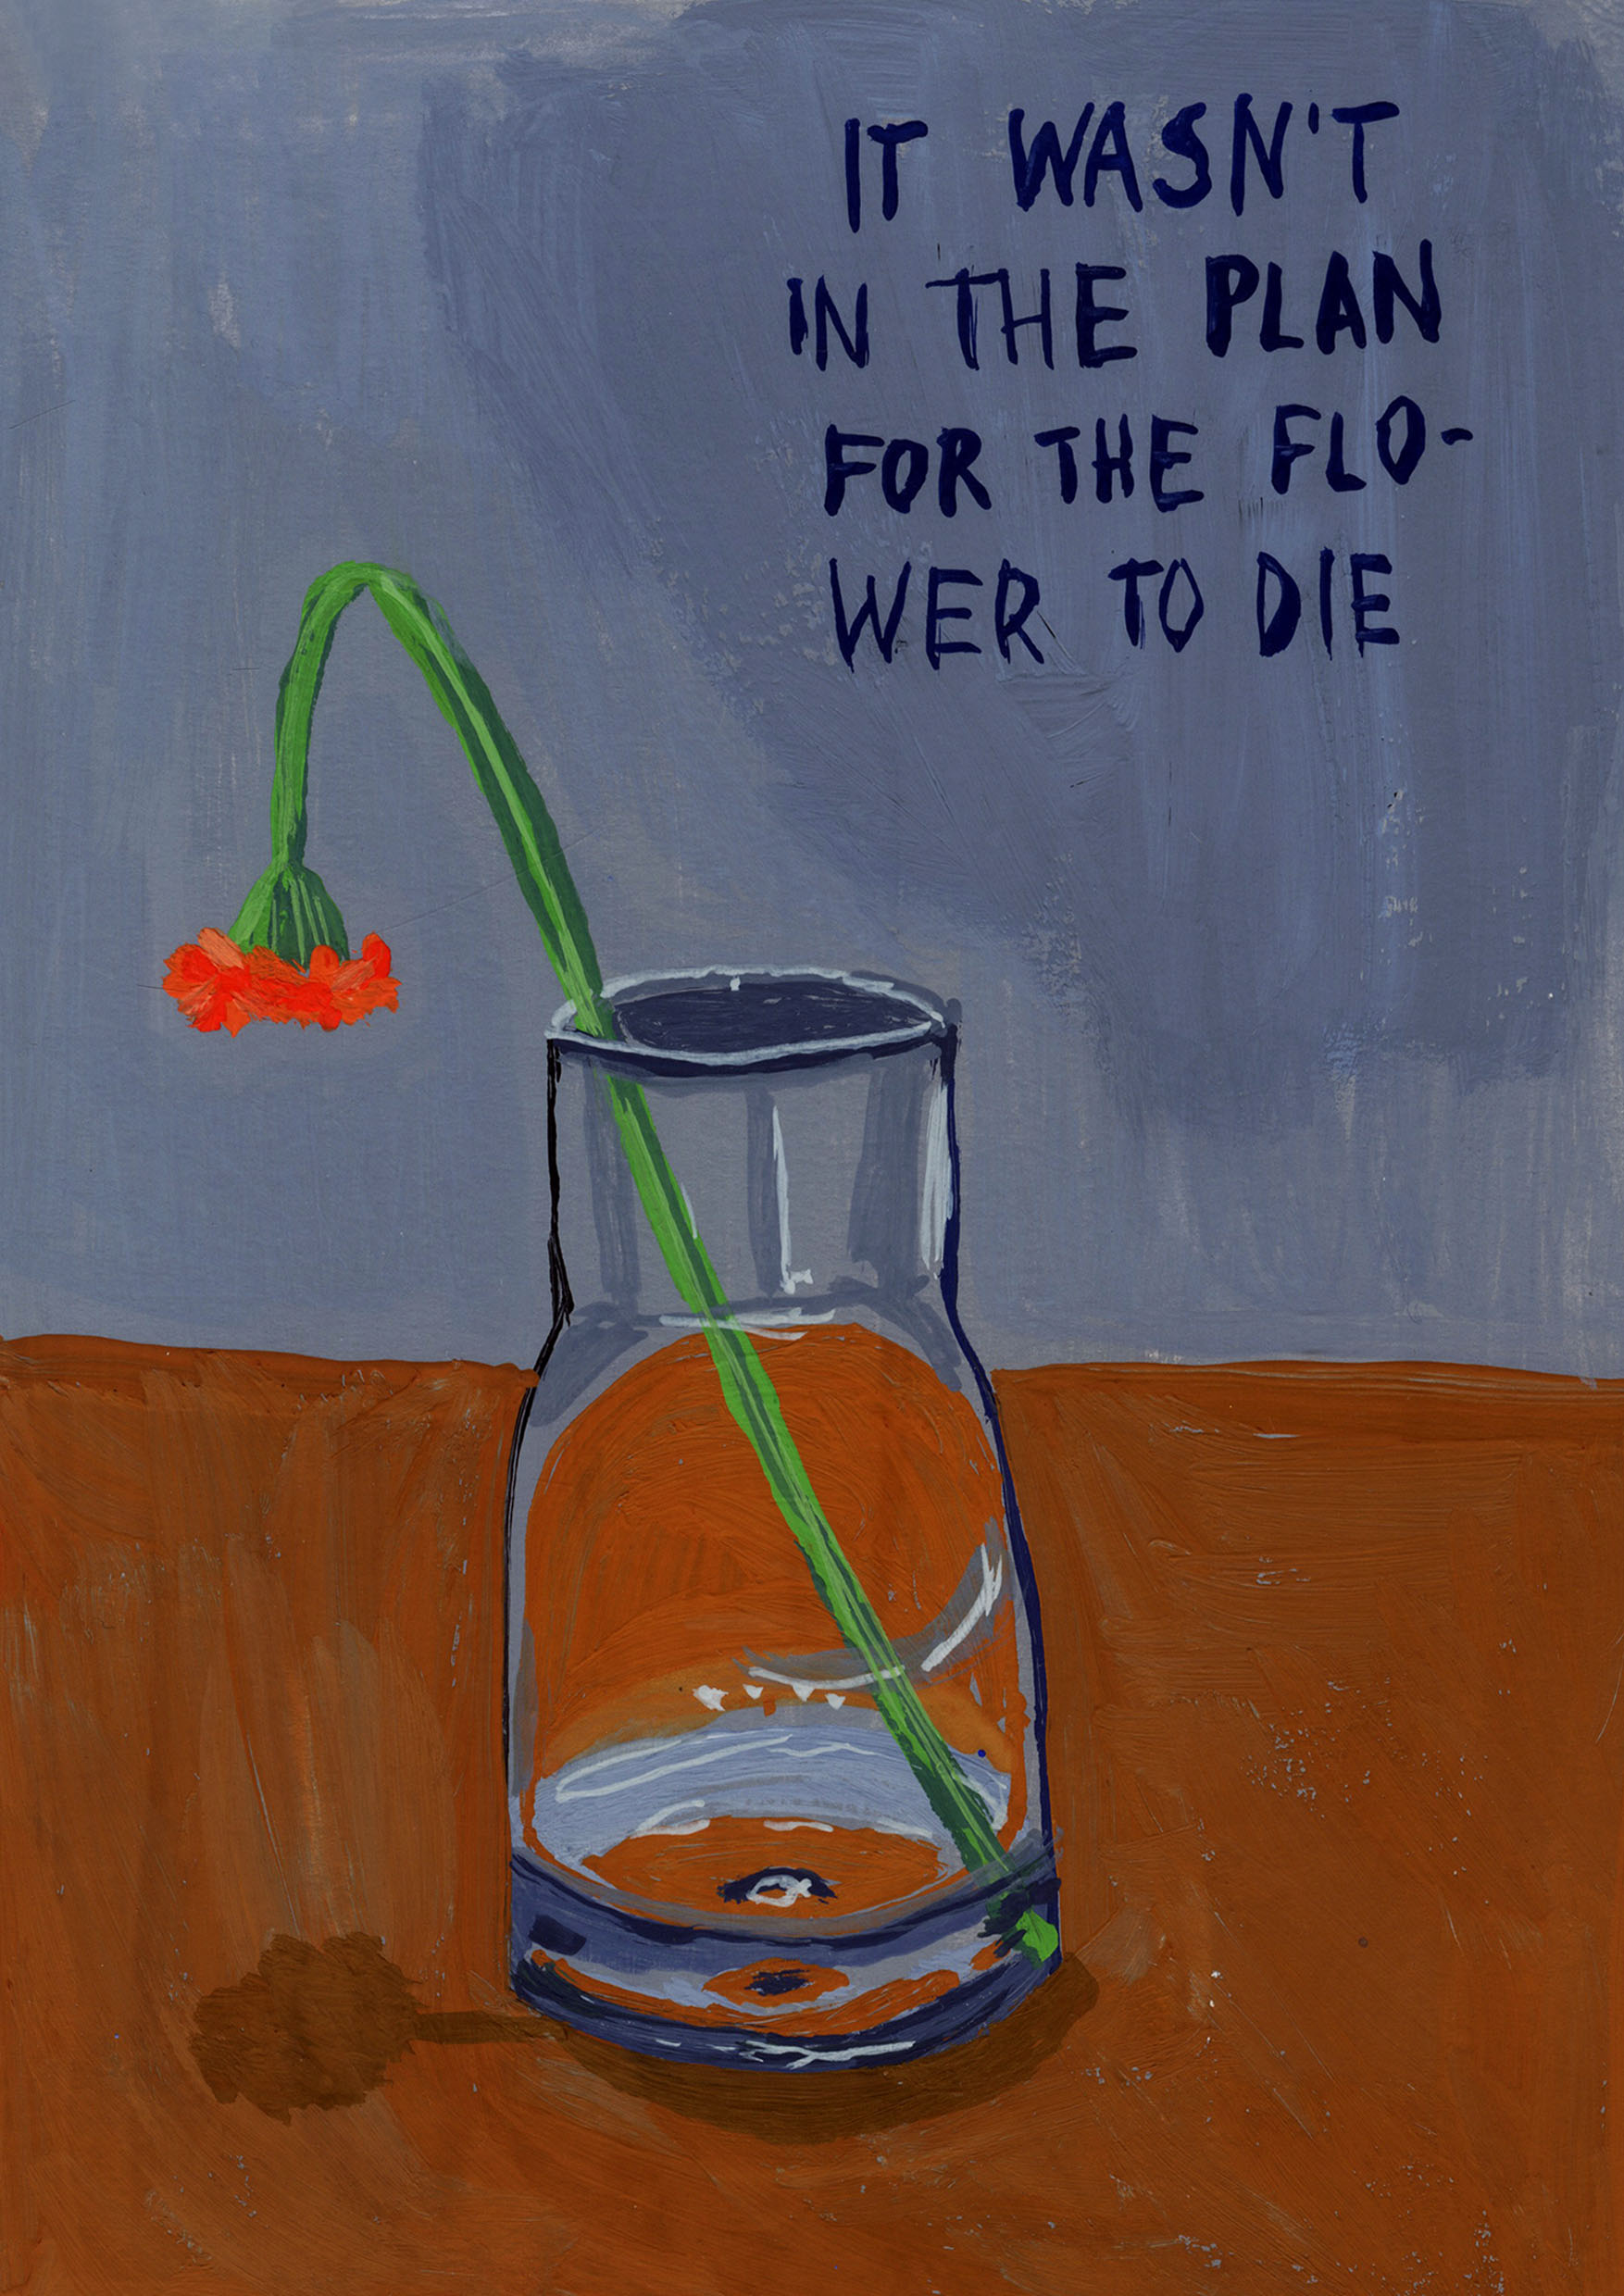 IT WASN'T
IN THE PLAN
FOR THE FLO-
WER TO DIE